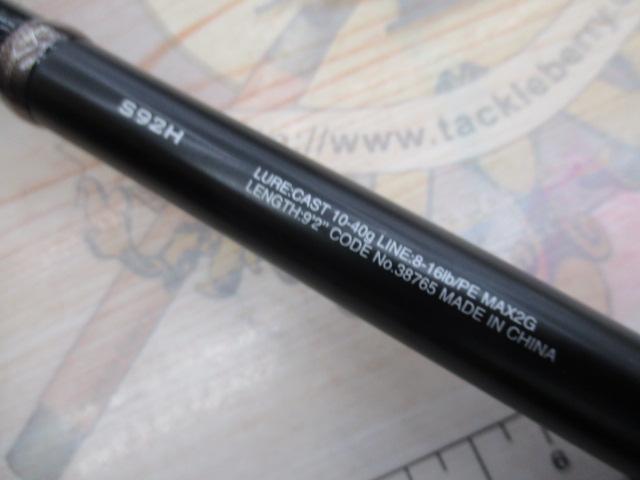 S92H
LURE:CAST 10-40g LINE:8-16lb/PE MAX2G
LENGTH:9'2" CODE No.38765 MADE IN CHINA
://www.tackleberry.c
6